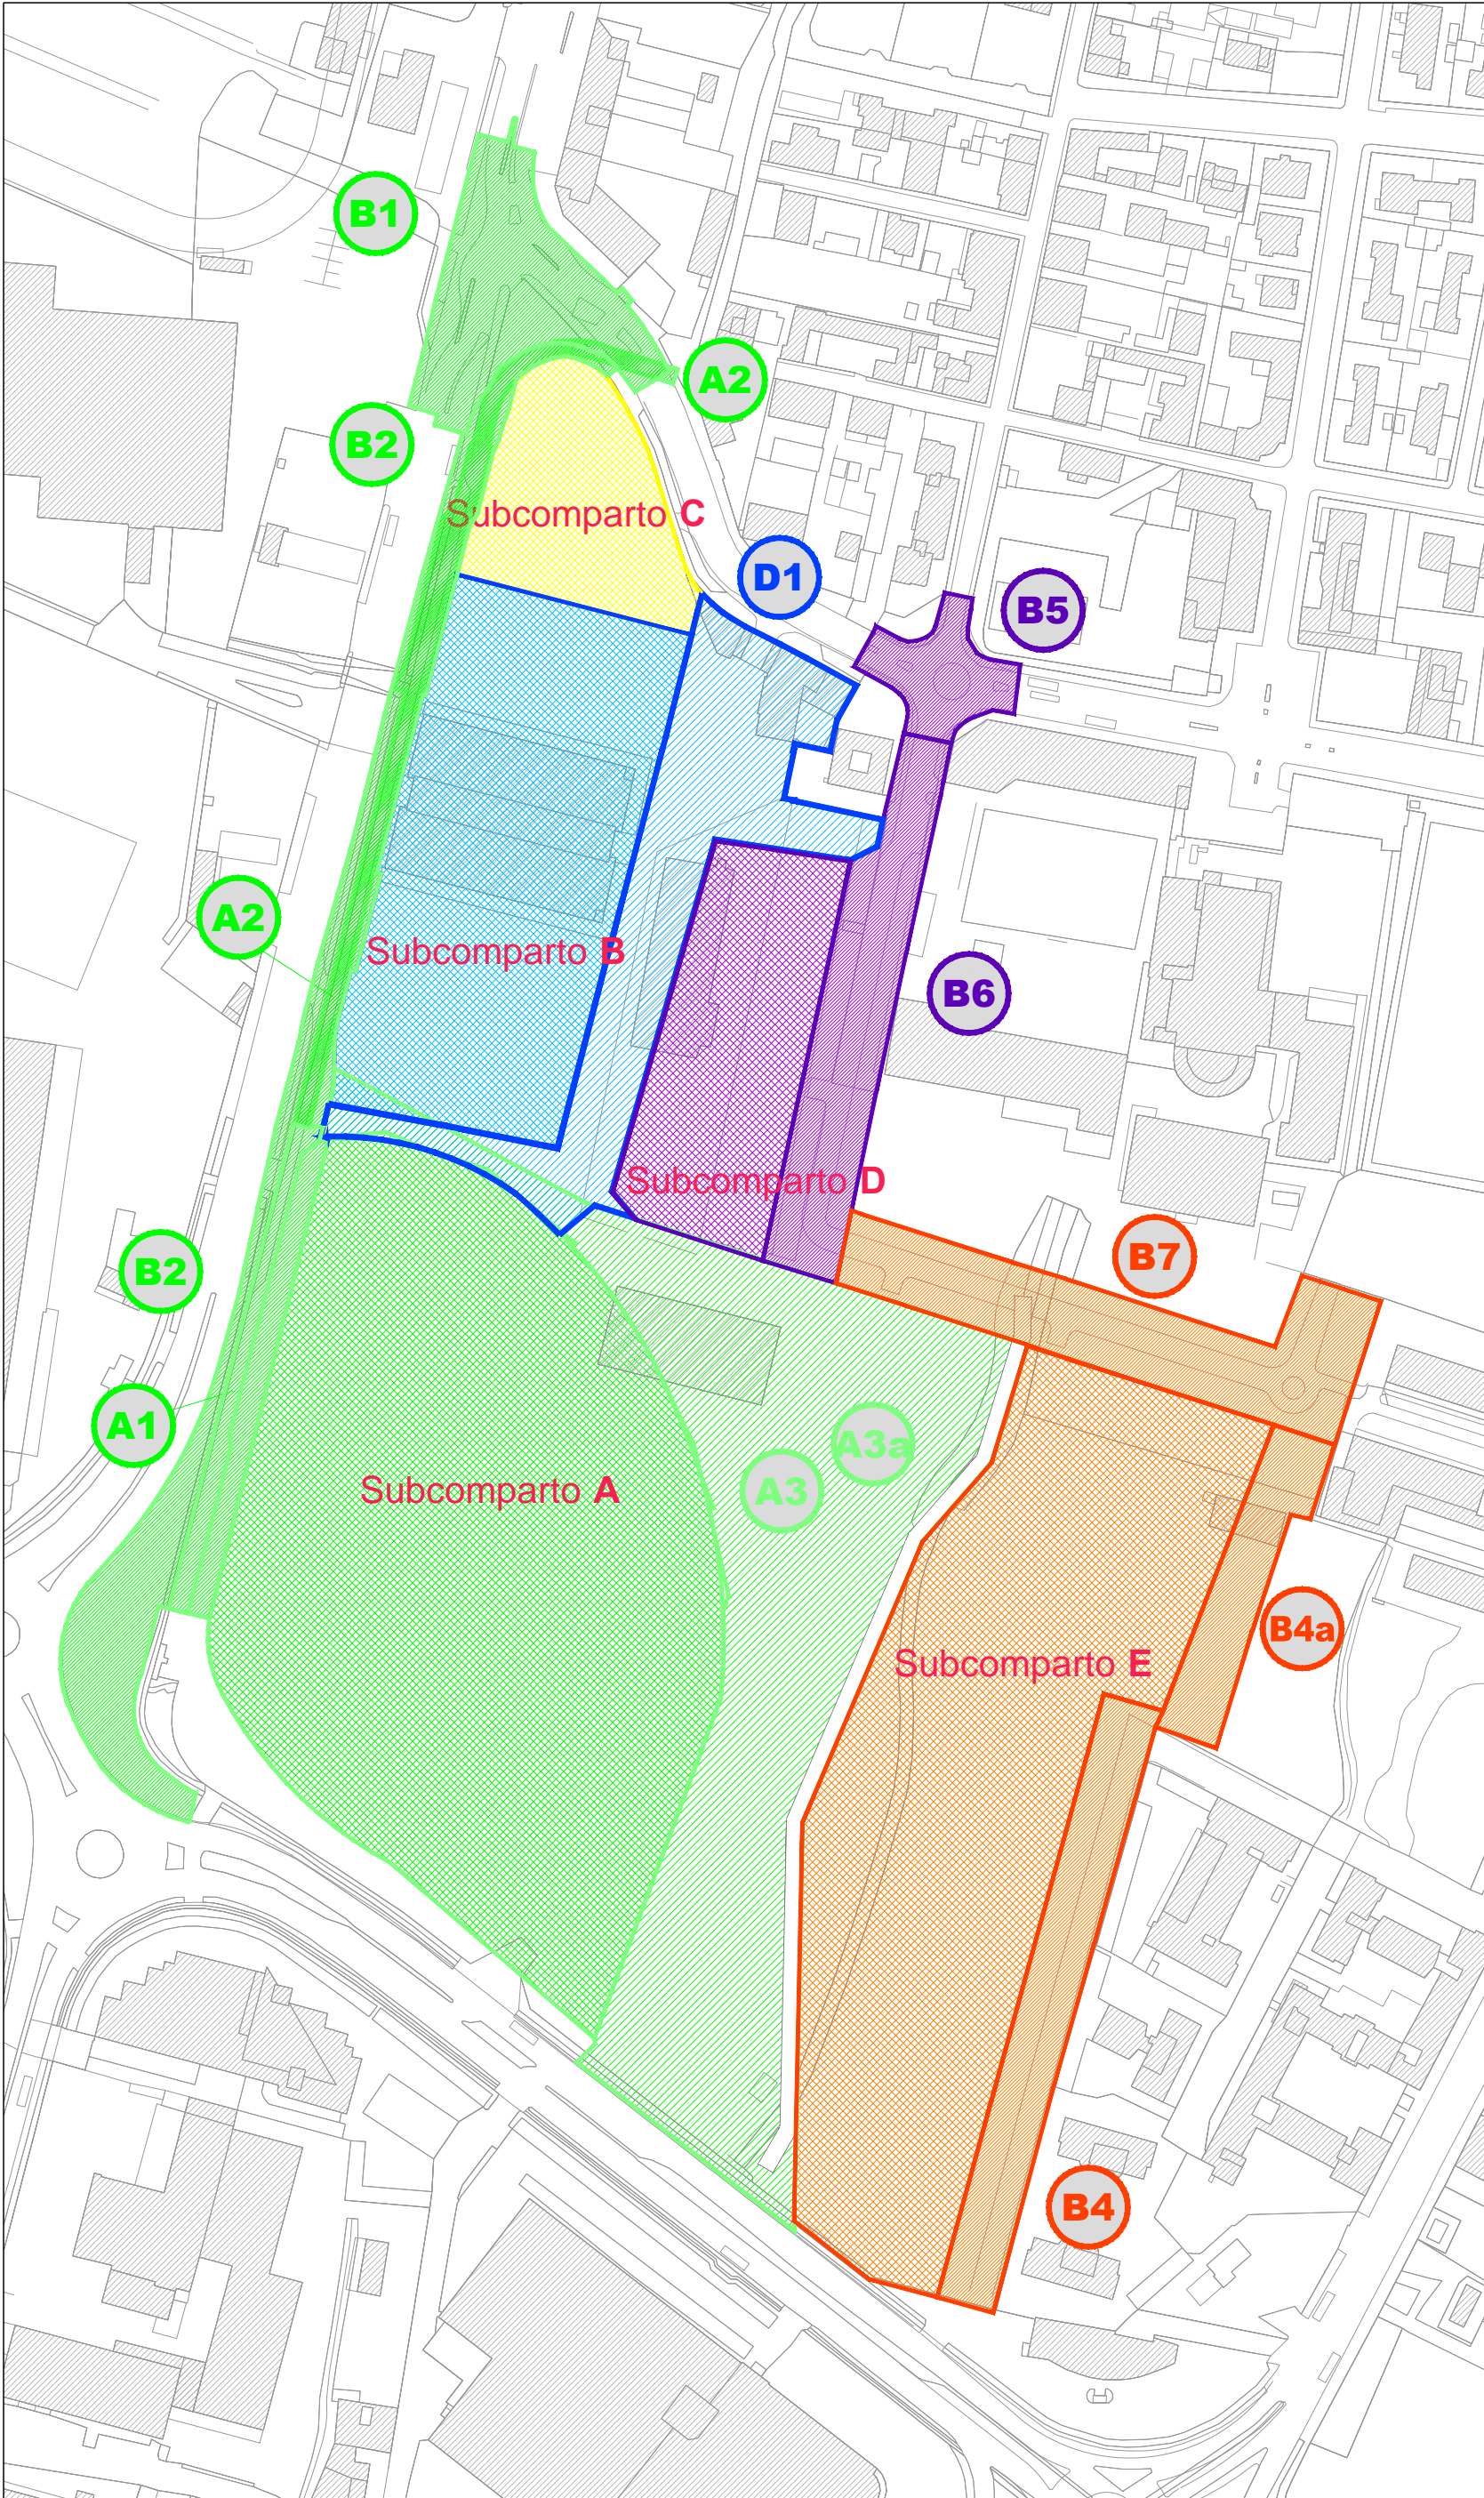 B1
A2
B2
Subcomparto C
D1
B5
A2
Subcomparto B
B6
Subcomparto D
B7
B2
A1
A3a
Subcomparto A
A3
B4a
Subcomparto E
B4